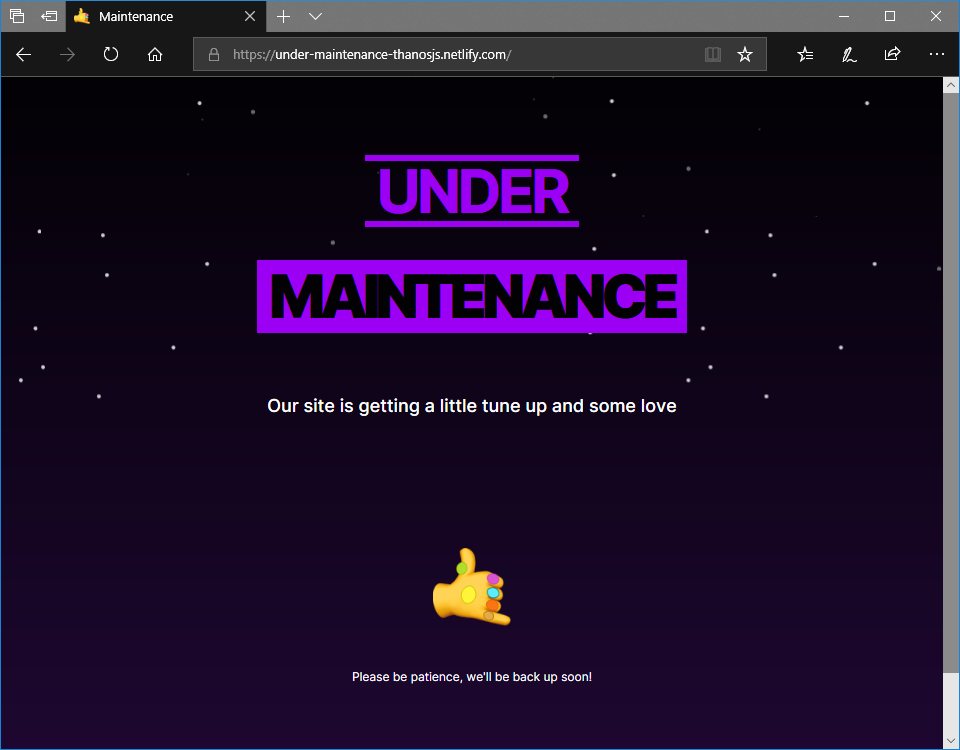 Maintenance
https://under-maintenance-thanosjs.netlify.com/
UNDER
MAINTENANCE
Our site is getting a little tune up and some love
Please be patience, we'll be back up soon!